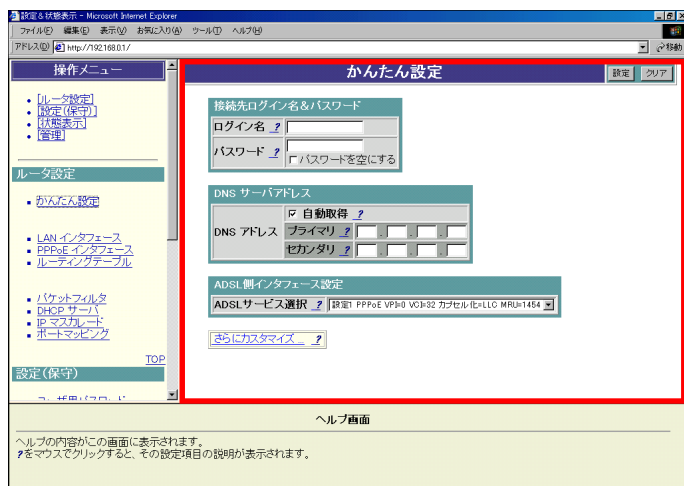 設定&状態表示 - Microsoft Internet Explorer
ファイル(F) 編集(E) 表示(V) お気に入り(A) ツール(T) ヘルプ(H)
アドレス(D) http://192.168.0.1/ 移動
操作メニュー
[ルータ設定]
[設定(保守)]
[状態表示]
[管理]
ルータ設定
かんたん設定
LAN インタフェース
PPPoE インタフェース
ルーティングテーブル
パケットフィルタ
DHCP サーバ
IP マスカレード
ポートマッピング
TOP
設定(保守)
かんたん設定
設定 クリア
接続先ログイン名&パスワード
ログイン名 ?
パスワード ?
パスワードを空にする
DNS サーバアドレス
DNS アドレス
自動取得 ?
プライマリ ? . . .
セカンダリ ? . . .
ADSL側インタフェース設定
ADSLサービス選択 ? 設定1 PPPoE VPI=0 VCI=32 カプセル化=LLC MRU=1454
さらにカスタマイズ... ?
ヘルプ画面
ヘルプの内容がこの画面に表示されます。
?をマウスでクリックすると、その設定項目の説明が表示されます。